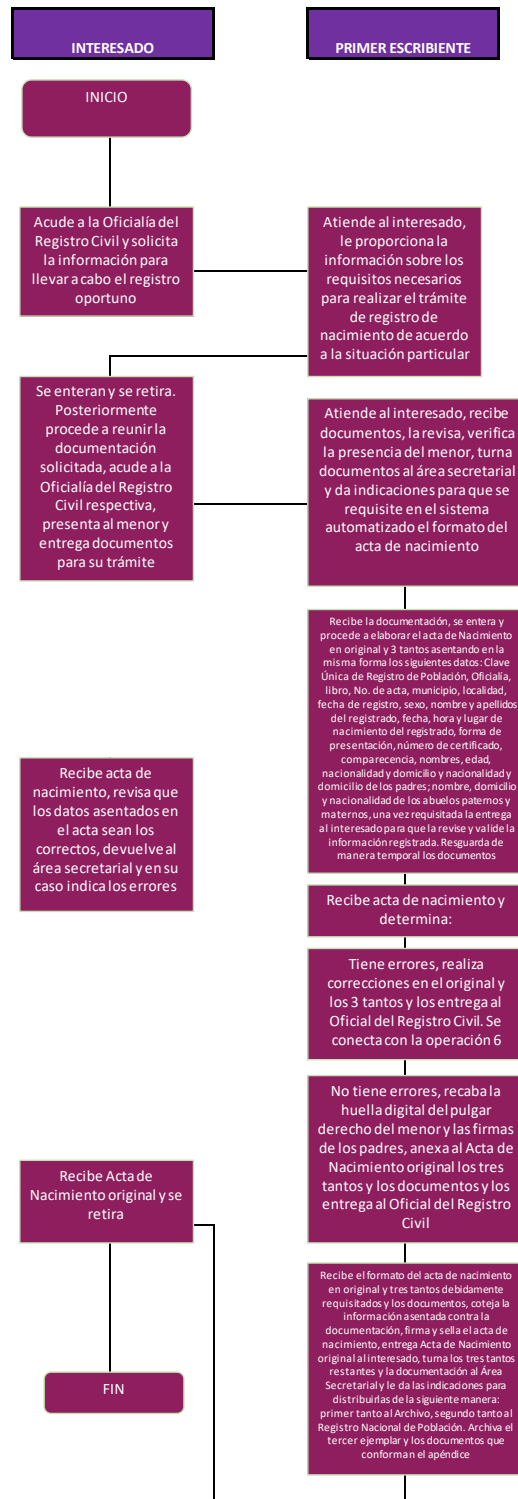 INTERESADO
PRIMER ESCRIBIENTE
INICIO
Acude a la Oficialía del
Registro Civil y solicita
la información para
llevar a cabo el registro
oportuno
Atiende al interesado,
le proporciona la
información sobre los
requisitos necesarios
para realizar el trámite
de registro de
nacimiento de acuerdo
a la situación particular
Se enteran y se retira.
Posteriormente
procede a reunir la
documentación
solicitada, acude a la
Oficialía del Registro
Civil respectiva,
presenta al menor y
entrega documentos
para su trámite
Atiende al interesado, recibe
documentos, la revisa, verifica
la presencia del menor, turna
documentos al área secretarial
y da indicaciones para que se
requisite en el sistema
automatizado el formato del
acta de nacimiento
Recibe la documentación, se entera y
procede a elaborar el acta de Nacimiento
en original y 3 tantos asentando en la
misma forma los siguientes datos: Clave
Única de Registro de Población, Oficialía,
libro, No. de acta, municipio, localidad,
fecha de registro, sexo, nombre y apellidos
del registrado, fecha, hora y lugar de
nacimiento del registrado, forma de
presentación, número de certificado,
comparecencia, nombres, edad,
nacionalidad y domicilio y nacionalidad y
domicilio de los padres; nombre, domicilio
y nacionalidad de los abuelos paternos y
maternos, una vez requisitada la entrega
al interesado para que la revise y valide la
información registrada. Resguarda de
manera temporal los documentos
Recibe acta de
nacimiento, revisa que
los datos asentados en
el acta sean los
correctos, devuelve al
área secretarial y en su
caso indica los errores
Recibe acta de nacimiento y
determina:
Tiene errores, realiza
correcciones en el original y
los 3 tantos y los entrega al
Oficial del Registro Civil. Se
conecta con la operación 6
No tiene errores, recaba la
huella digital del pulgar
derecho del menor y las firmas
de los padres, anexa al Acta de
Nacimiento original los tres
tantos y los documentos y los
entrega al Oficial del Registro
Civil
Recibe Acta de
Nacimiento original y se
retira
Recibe el formato del acta de nacimiento
en original y tres tantos debidamente
requisitados y los documentos, coteja la
información asentada contra la
documentación, firma y sella el acta de
nacimiento, entrega Acta de Nacimiento
original al interesado, turna los tres tantos
restantes y la documentación al Área
Secretarial y le da las indicaciones para
distribuirlas de la siguiente manera:
primer tanto al Archivo, segundo tanto al
Registro Nacional de Población. Archiva el
tercer ejemplar y los documentos que
conforman el apéndice
FIN